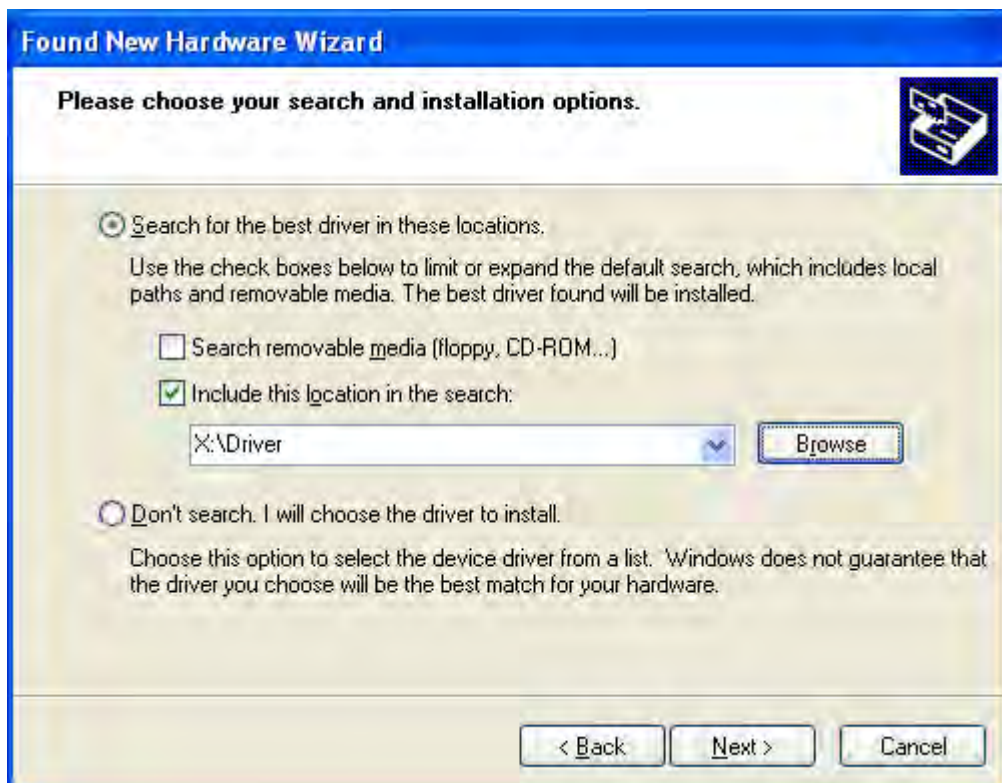 Found New Hardware Wizard
Please choose your search and installation options.
Search for the best driver in these locations.
Use the check boxes below to limit or expand the default search, which includes local
paths and removable media. The best driver found will be installed.
Search removable media (floppy, CD-ROM...)
Include this location in the search:
X:\Driver
Browse
Don't search. I will choose the driver to install.
Choose this option to select the device driver from a list. Windows does not guarantee that
the driver you choose will be the best match for your hardware.
< Back Next > Cancel